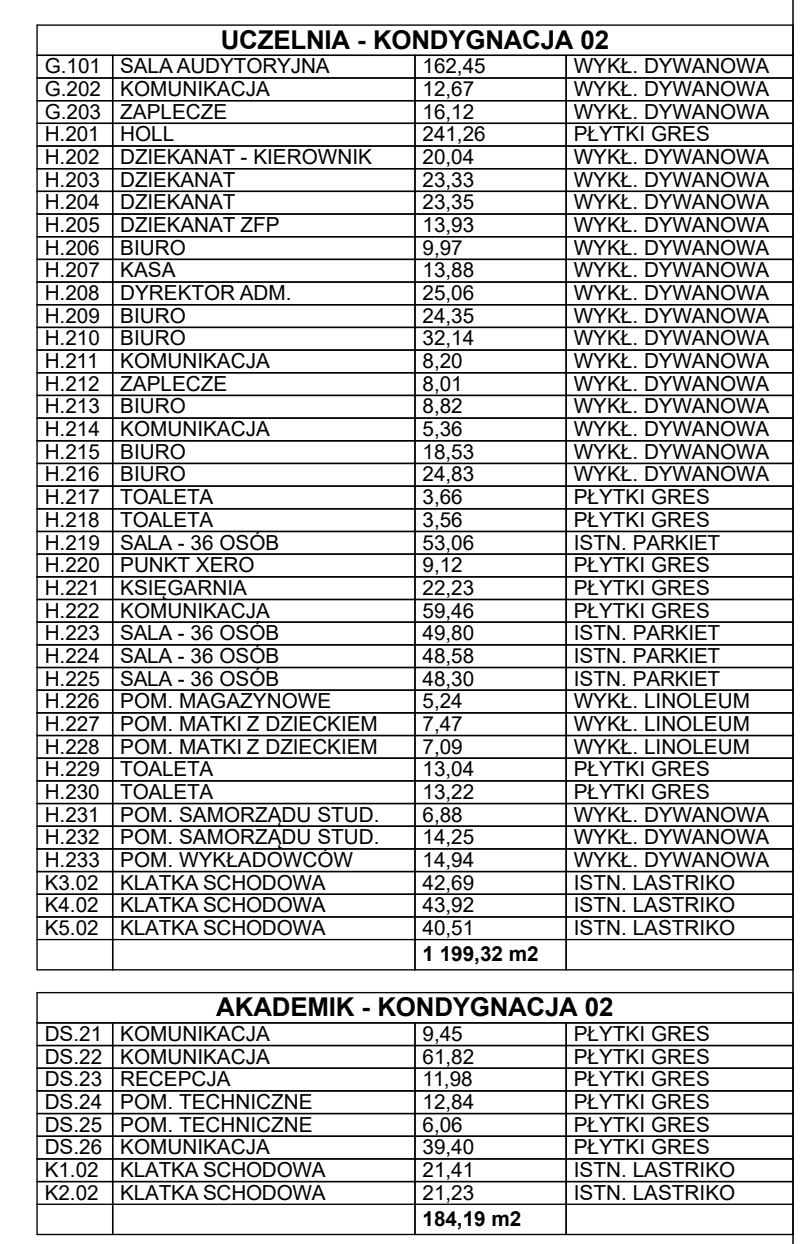 UCZELNIA - KONDYGNACJA 02
G.101 SALA AUDYTORYJNA 162,45 WYKŁ. DYWANOWA
G.202 KOMUNIKACJA 12,67 WYKŁ. DYWANOWA
G.203 ZAPLECZE 16,12 WYKŁ. DYWANOWA
H.201 HOLL 241,26 PŁYTKI GRES
H.202 DZIEKANAT - KIEROWNIK 20,04 WYKŁ. DYWANOWA
H.203 DZIEKANAT 23,33 WYKŁ. DYWANOWA
H.204 DZIEKANAT 23,35 WYKŁ. DYWANOWA
H.205 DZIEKANAT ZFP 13,93 WYKŁ. DYWANOWA
H.206 BIURO 9,97 WYKŁ. DYWANOWA
H.207 KASA 13,88 WYKŁ. DYWANOWA
H.208 DYREKTOR ADM. 25,06 WYKŁ. DYWANOWA
H.209 BIURO 24,35 WYKŁ. DYWANOWA
H.210 BIURO 32,14 WYKŁ. DYWANOWA
H.211 KOMUNIKACJA 8,20 WYKŁ. DYWANOWA
H.212 ZAPLECZE 8,01 WYKŁ. DYWANOWA
H.213 BIURO 8,82 WYKŁ. DYWANOWA
H.214 KOMUNIKACJA 5,36 WYKŁ. DYWANOWA
H.215 BIURO 18,53 WYKŁ. DYWANOWA
H.216 BIURO 24,83 WYKŁ. DYWANOWA
H.217 TOALETA 3,66 PŁYTKI GRES
H.218 TOALETA 3,56 PŁYTKI GRES
H.219 SALA - 36 OSÓB 53,06 ISTN. PARKIET
H.220 PUNKT XERO 9,12 PŁYTKI GRES
H.221 KSIĘGARNIA 22,23 PŁYTKI GRES
H.222 KOMUNIKACJA 59,46 PŁYTKI GRES
H.223 SALA - 36 OSÓB 49,80 ISTN. PARKIET
H.224 SALA - 36 OSÓB 48,58 ISTN. PARKIET
H.225 SALA - 36 OSÓB 48,30 ISTN. PARKIET
H.226 POM. MAGAZYNOWE 5,24 WYKŁ. LINOLEUM
H.227 POM. MATKI Z DZIECKIEM 7,47 WYKŁ. LINOLEUM
H.228 POM. MATKI Z DZIECKIEM 7,09 WYKŁ. LINOLEUM
H.229 TOALETA 13,04 PŁYTKI GRES
H.230 TOALETA 13,22 PŁYTKI GRES
H.231 POM. SAMORZĄDU STUD. 6,88 WYKŁ. DYWANOWA
H.232 POM. SAMORZĄDU STUD. 14,25 WYKŁ. DYWANOWA
H.233 POM. WYKŁADOWCÓW 14,94 WYKŁ. DYWANOWA
K3.02 KLATKA SCHODOWA 42,69 ISTN. LASTRIKO
K4.02 KLATKA SCHODOWA 43,92 ISTN. LASTRIKO
K5.02 KLATKA SCHODOWA 40,51 ISTN. LASTRIKO
1 199,32 m2
AKADEMIK - KONDYGNACJA 02
DS.21 KOMUNIKACJA 9,45 PŁYTKI GRES
DS.22 KOMUNIKACJA 61,82 PŁYTKI GRES
DS.23 RECEPCJA 11,98 PŁYTKI GRES
DS.24 POM. TECHNICZNE 12,84 PŁYTKI GRES
DS.25 POM. TECHNICZNE 6,06 PŁYTKI GRES
DS.26 KOMUNIKACJA 39,40 PŁYTKI GRES
K1.02 KLATKA SCHODOWA 21,41 ISTN. LASTRIKO
K2.02 KLATKA SCHODOWA 21,23 ISTN. LASTRIKO
184,19 m2